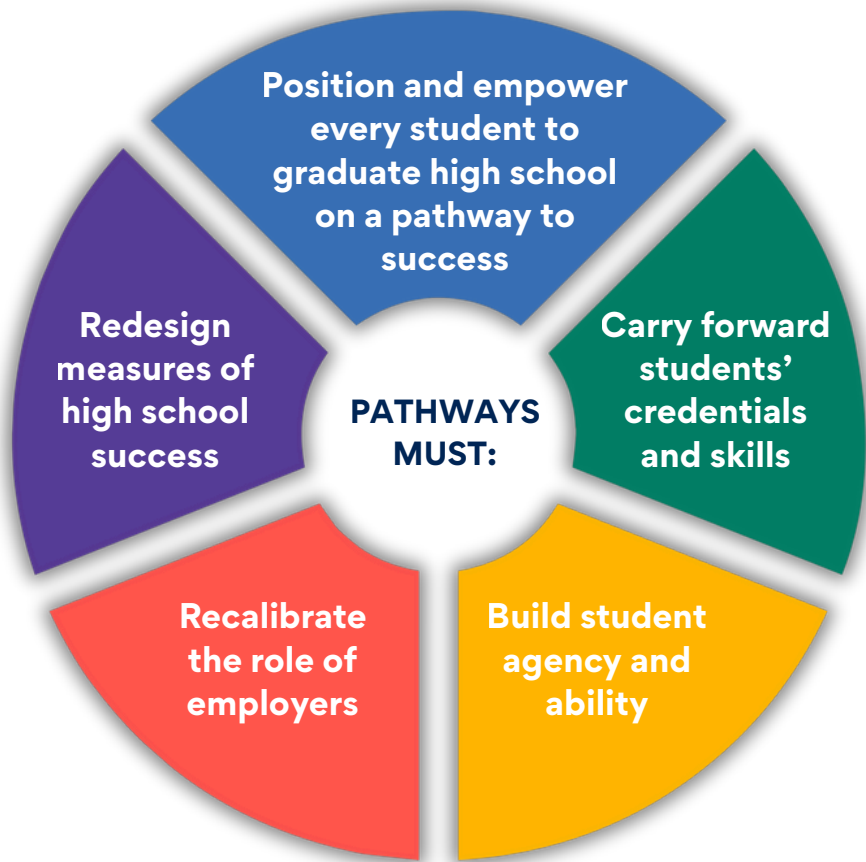 PATHWAYS
MUST:
Position and empower
every student to
graduate high school
on a pathway to
success
Carry forward
students’
credentials
and skills
Build student
agency and
ability
Recalibrate
the role of
employers
Redesign
measures of
high school
success